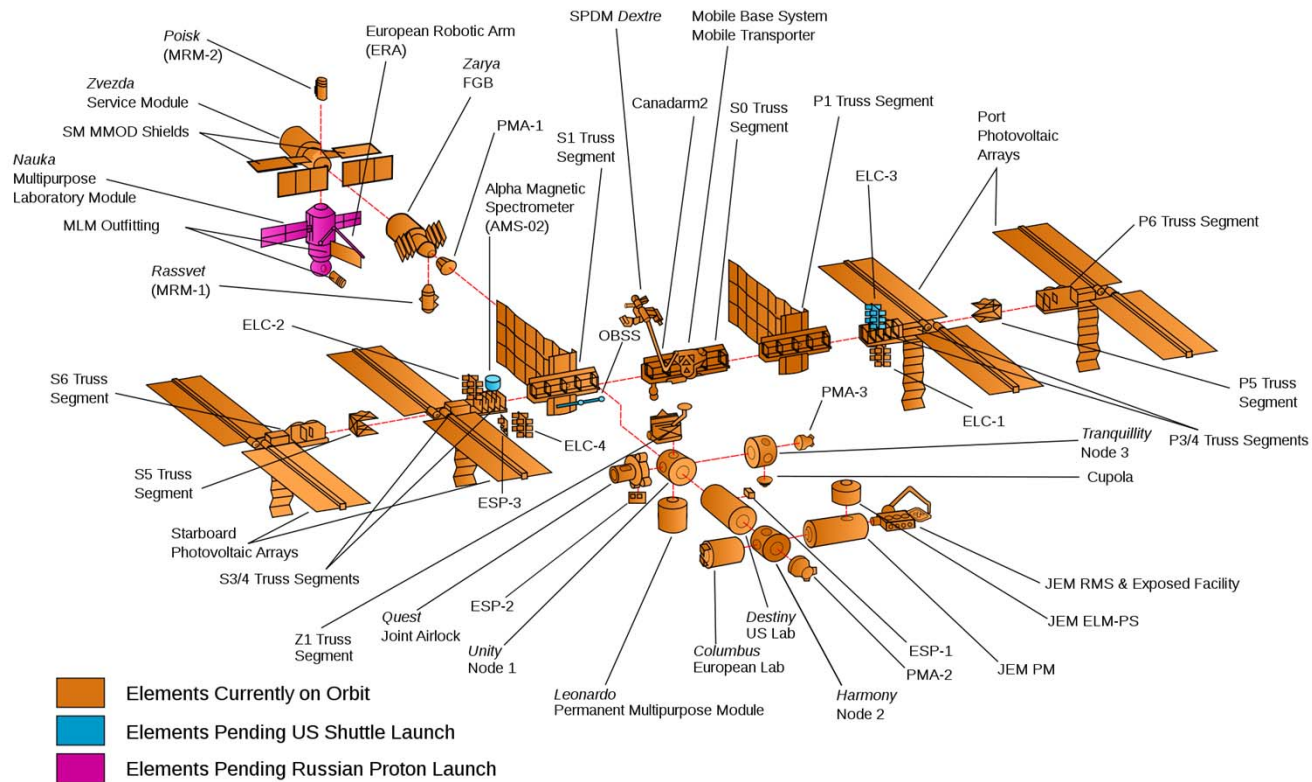 Poisk
(MRM-2)
European Robotic Arm
(ERA)
Zvezda
Service Module
Zarya
FGB
SM MMOD Shields
PMA-1
Nauka
Multipurpose
Laboratory Module
MLM Outfitting
Rassvet
(MRM-1)
Alpha Magnetic
Spectrometer
(AMS-02)
S1 Truss
Segment
SPDM Dextre
Canadarm2
Mobile Base System
Mobile Transporter
S0 Truss
Segment
P1 Truss Segment
Port
Photovoltaic
Arrays
ELC-3
P6 Truss Segment
ELC-2
OBSS
S6 Truss
Segment
S5 Truss
Segment
Starboard
Photovoltaic Arrays
S3/4 Truss Segments
ESP-3
ELC-4
PMA-3
ELC-1
P5 Truss
Segment
P3/4 Truss Segments
Tranquillity
Node 3
Cupola
Z1 Truss
Segment
Quest
Joint Airlock
ESP-2
Unity
Node 1
Leonardo
Permanent Multipurpose Module
Columbus
European Lab
Destiny
US Lab
Harmony
Node 2
ESP-1
PMA-2
JEM RMS & Exposed Facility
JEM ELM-PS
JEM PM
Elements Currently on Orbit
Elements Pending US Shuttle Launch
Elements Pending Russian Proton Launch